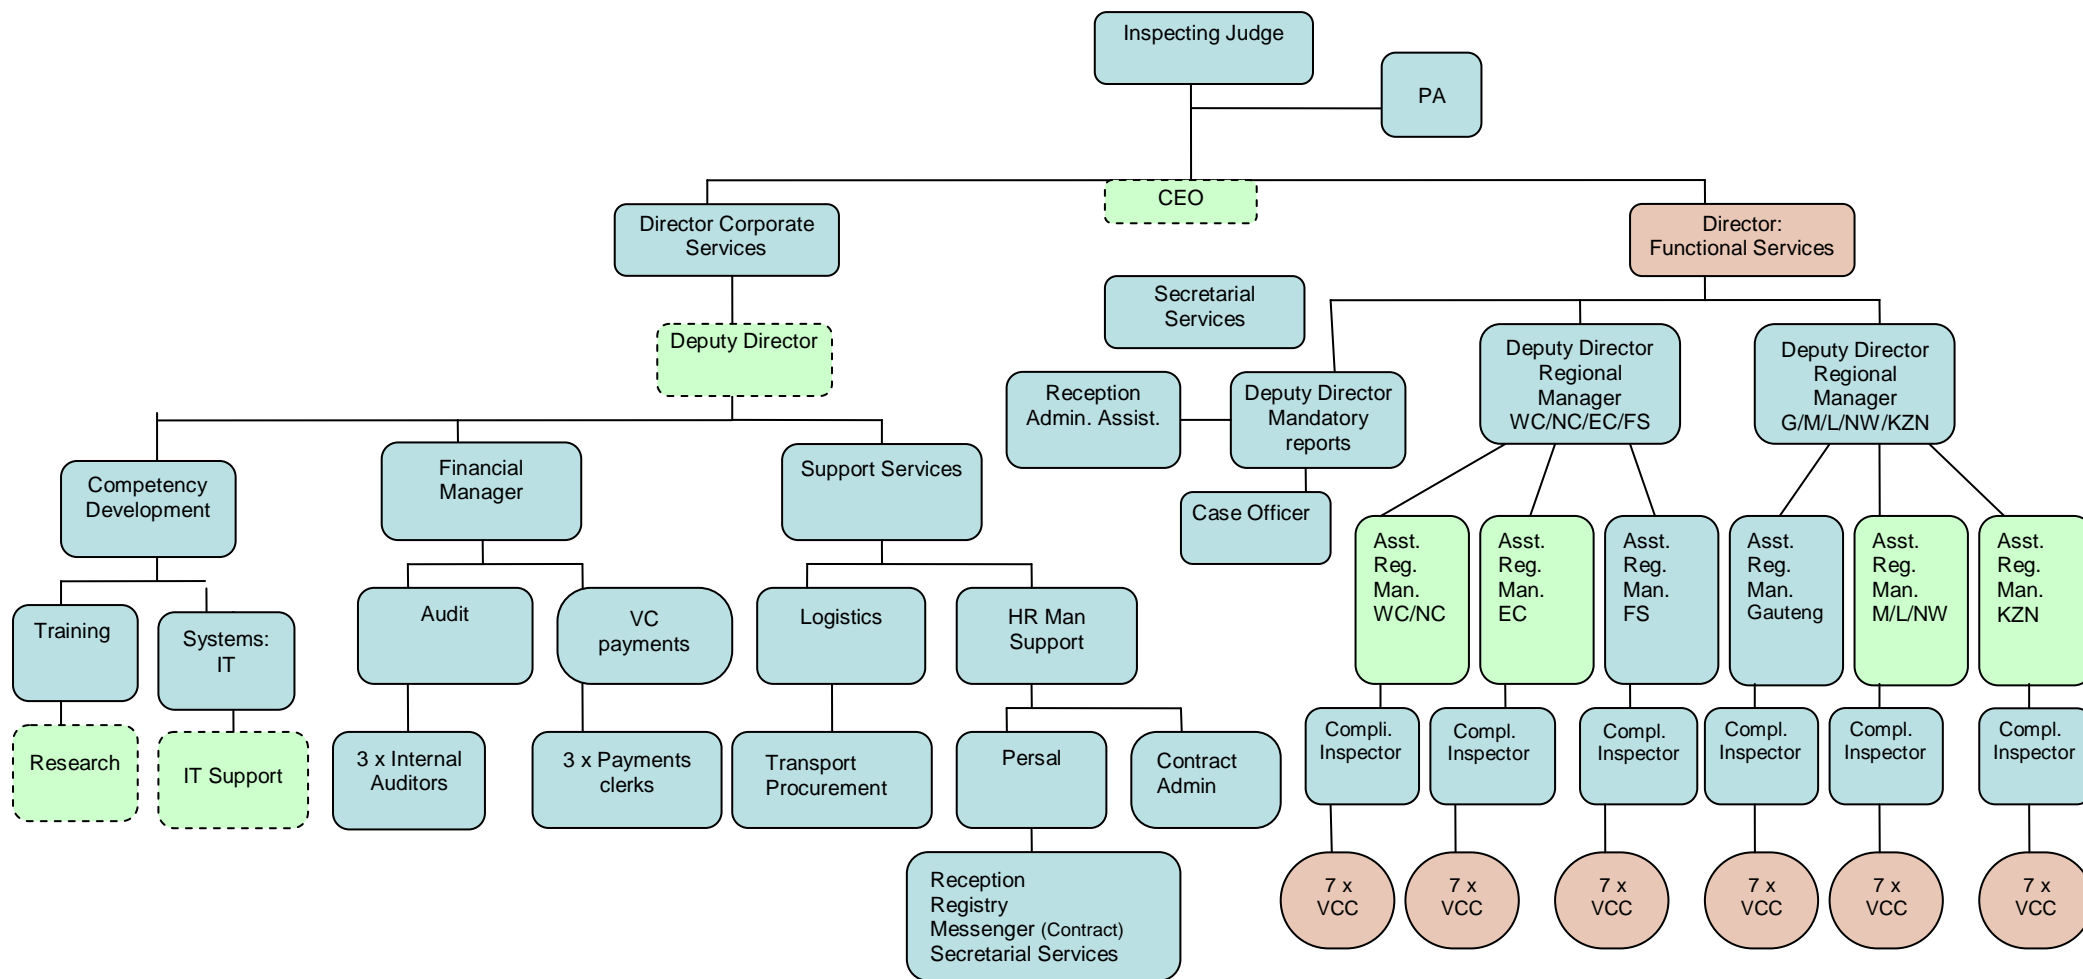 Inspecting Judge
PA
CEO
Director Corporate
Services
Director:
Functional Services
Secretarial
Services
Deputy Director
Deputy Director
Regional
Manager
WC/NC/EC/FS
Deputy Director
Regional
Manager
G/M/L/NW/KZN
Reception
Admin. Assist.
Deputy Director
Mandatory
reports
Case Officer
Competency
Development
Financial
Manager
Support Services
Asst.
Reg.
Man.
WC/NC
Asst.
Reg.
Man.
EC
Asst.
Reg.
Man.
FS
Asst.
Reg.
Man.
Gauteng
Asst.
Reg.
Man.
M/L/NW
Asst.
Reg.
Man.
KZN
Training
Systems:
IT
Audit
VC
payments
Logistics
HR Man
Support
Research
IT Support
3 x Internal
Auditors
3 x Payments
clerks
Transport
Procurement
Persal
Contract
Admin
Compli.
Inspector
Compl.
Inspector
Compl.
Inspector
Compl.
Inspector
Compl.
Inspector
Compl.
Inspector
Reception
Registry
Messenger (Contract)
Secretarial Services
7 x
VCC
7 x
VCC
7 x
VCC
7 x
VCC
7 x
VCC
7 x
VCC